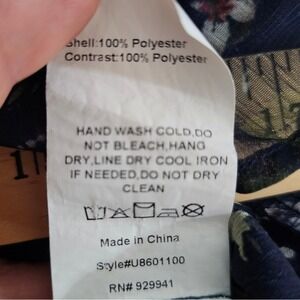 Shell:100% Polyester
Contrast:100% Polyester
HAND WASH COLD,DO
NOT BLEACH,HANG
DRY,LINE DRY COOL IRON
IF NEEDED,DO NOT DRY
CLEAN
Made in China
Style#U8601100
RN# 929941